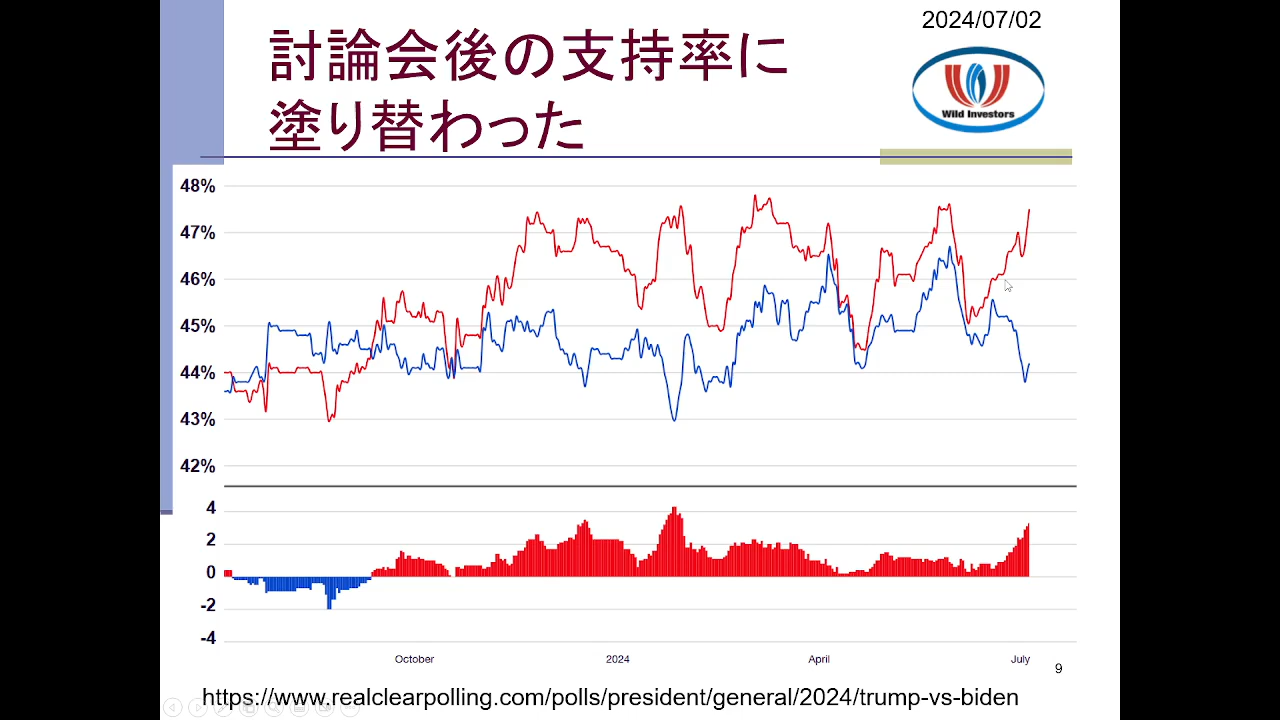 2024/07/02
討論会後の支持率に
塗り替わった
Wild Investors
48%
47%
46%
45%
44%
43%
42%
4
2
0
-2
-4
October 2024 April July
9
https://www.realclearpolling.com/polls/president/general/2024/trump-vs-biden